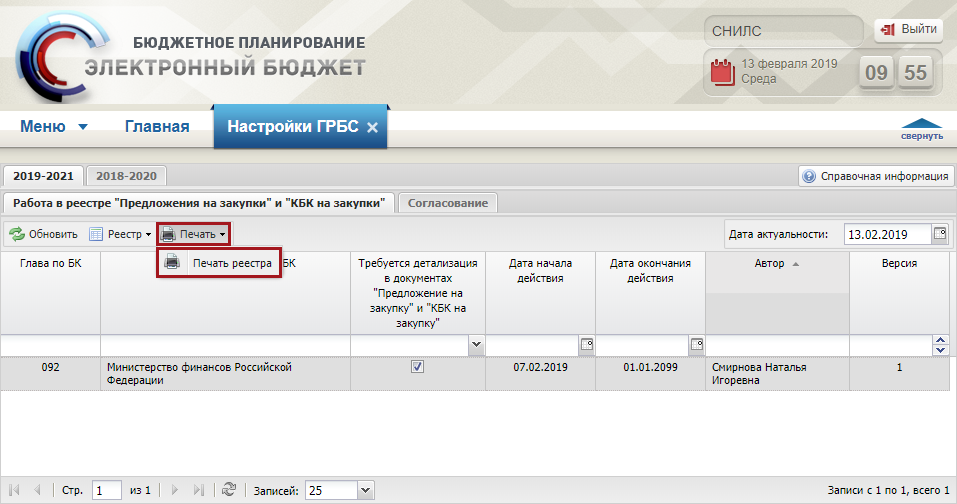 БЮДЖЕТНОЕ ПЛАНИРОВАНИЕ
ЭЛЕКТРОННЫЙ БЮДЖЕТ
СНИЛС
Выйти
13 февраля 2019
Среда
09 55
Меню Главная Настройки ГРБС
свернуть
2019-2021 2018-2020 Справочная информация
Работа в реестре "Предложения на закупки" и "КБК на закупки" Согласование
Обновить Реестр Печать Дата актуальности: 13.02.2019
Печать реестра
Глава по БК
БК
Требуется детализация
в документах
"Предложение на
закупку" и "КБК на
закупку"
Дата начала
действия
Дата окончания
действия
Автор
Версия
092
Министерство финансов Российской
Федерации
07.02.2019
01.01.2099
Смирнова Наталья
Игоревна
1
Стр. 1 из 1 Записей: 25 Записи с 1 по 1, всего 1